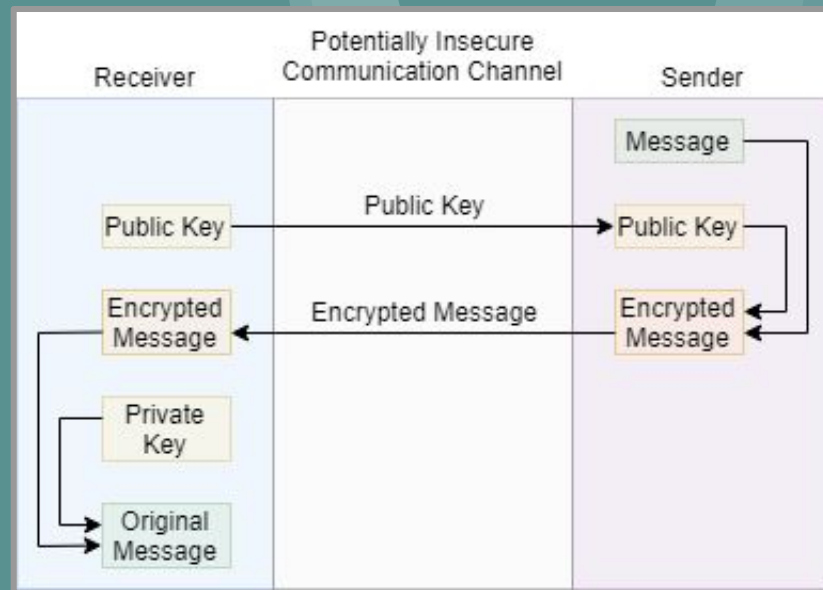 Receiver
Potentially Insecure
Communication Channel
Sender
Message
Public Key
Public Key
Public Key
Encrypted
Message
Encrypted Message
Encrypted
Message
Private
Key
Original
Message